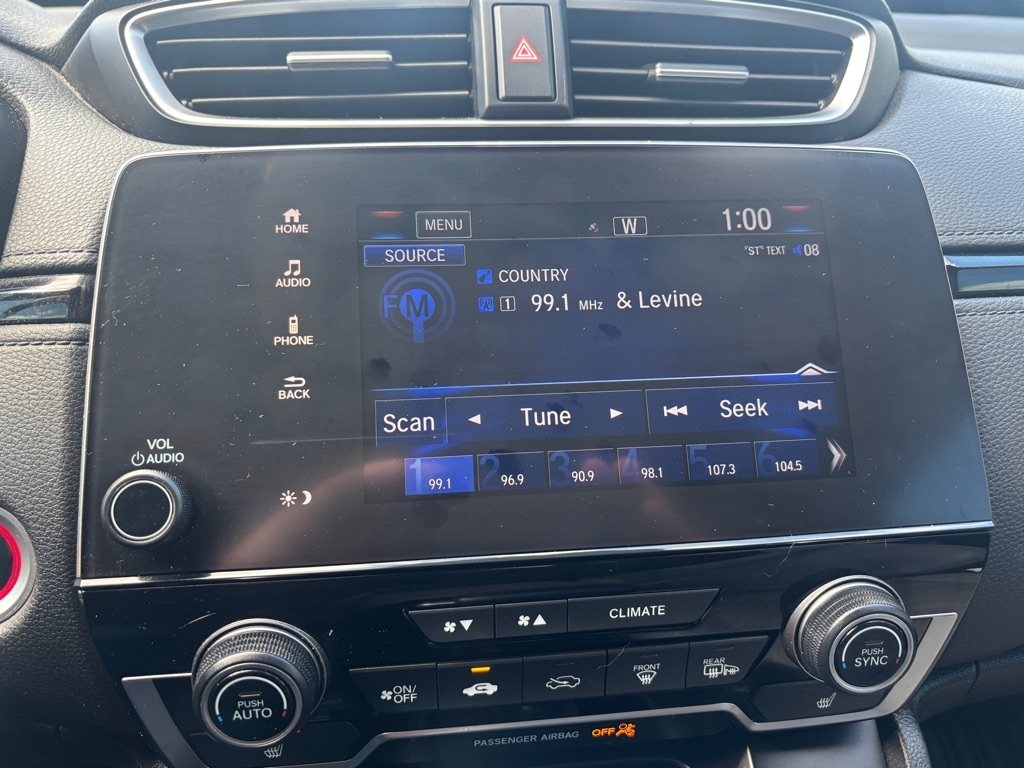 HOME
AUDIO
PHONE
BACK
VOL
AUDIO
MENU
W
1:00
SOURCE
"ST" TEXT 08
FM
COUNTRY
1 99.1 MHz & Levine
Scan
Tune
Seek
1 99.1
2 96.9
3 90.9
4 98.1
5 107.3
6 104.5
CLIMATE
ON/
OFF
FRONT
REAR
PUSH
AUTO
PUSH
SYNC
PASSENGER AIRBAG OFF